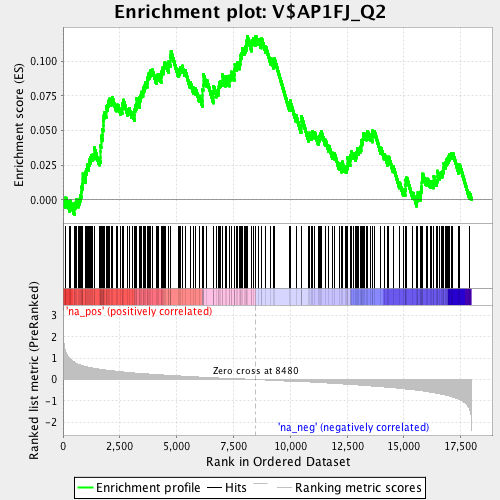 Enrichment plot: V$AP1FJ_Q2
Enrichment score (ES)
0.100
0.075
0.050
0.025
0.000
'na_pos' (positively correlated)
Ranked list metric (PreRanked)
3
2
1
0
-1
-2
Zero cross at 8480
'na_neg' (negatively correlated)
0
2,500
5,000
7,500
10,000
12,500
15,000
17,500
Rank in Ordered Dataset
Enrichment profile
Hits
Ranking metric scores